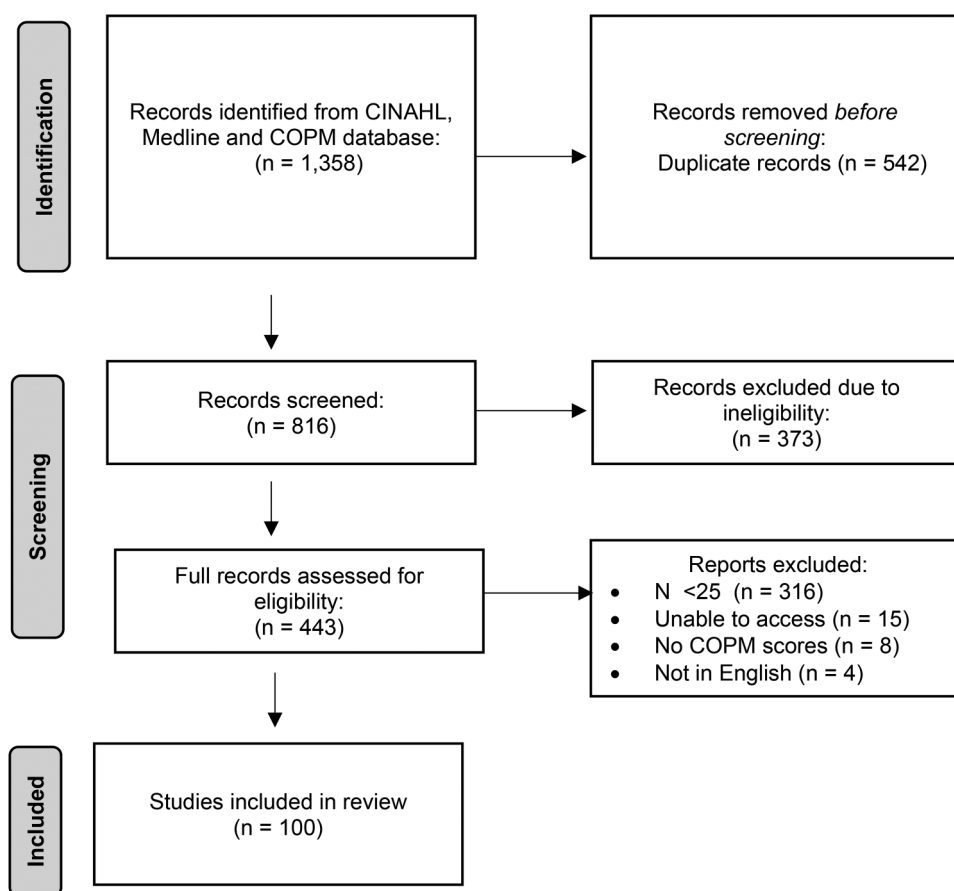 Identification
Records identified from CINAHL,
Medline and COPM database:
(n = 1,358)
Records removed before
screening:
Duplicate records (n = 542)
Screening
Records screened:
(n = 816)
Records excluded due to
ineligibility:
(n = 373)
Full records assessed for
eligibility:
(n = 443)
Reports excluded:
• N <25 (n = 316)
• Unable to access (n = 15)
• No COPM scores (n = 8)
• Not in English (n = 4)
Included
Studies included in review
(n = 100)